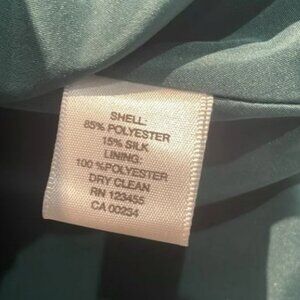 SHELL:
85% POLYESTER
15% SILK
LINING:
100 %POLYESTER
DRY CLEAN
RN 123455
CA 00234